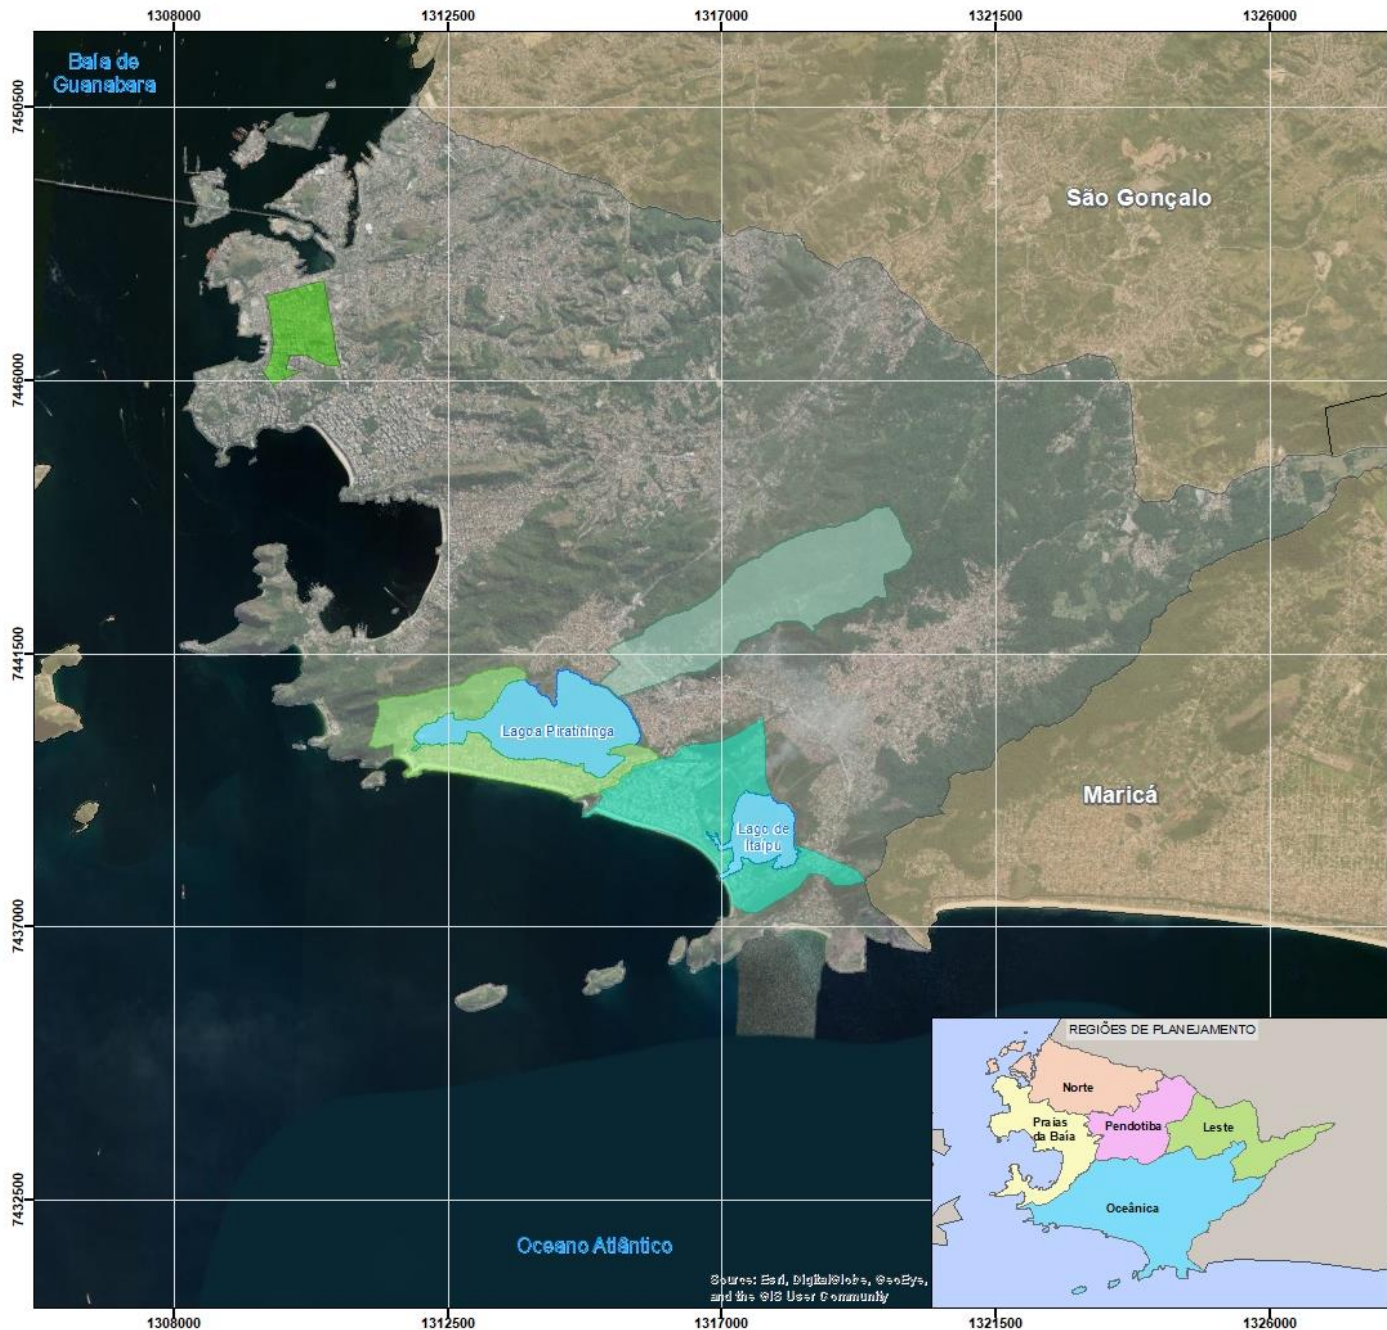 1308000 1312500 1317000 1321500 1326000
Baía de
Guanabara
7450500
São Gonçalo
7446000
7441500
Lagoa Piratininga
Maricá
Lago de
Itaipu
7437000
REGIÕES DE PLANEJAMENTO
Norte
Praias
da Baía
Pendotiba
Leste
Oceânica
7432500
Oceano Atlântico
Source: Esri, DigitalGlobe, GeoEye,
and the GIS User Community
1308000 1312500 1317000 1321500 1326000